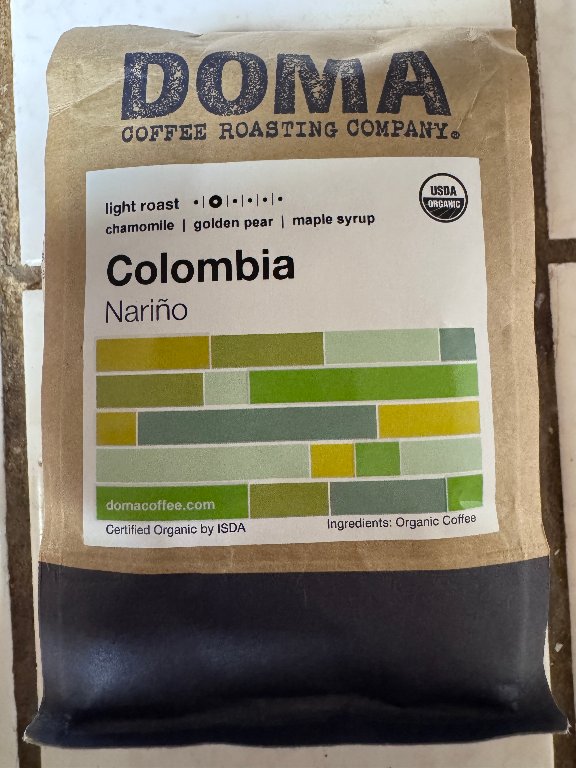 DOMA
COFFEE ROASTING COMPANY®
light roast
chamomile | golden pear | maple syrup
USDA
ORGANIC
Colombia
Nariño
domacoffee.com
Certified Organic by ISDA
Ingredients: Organic Coffee